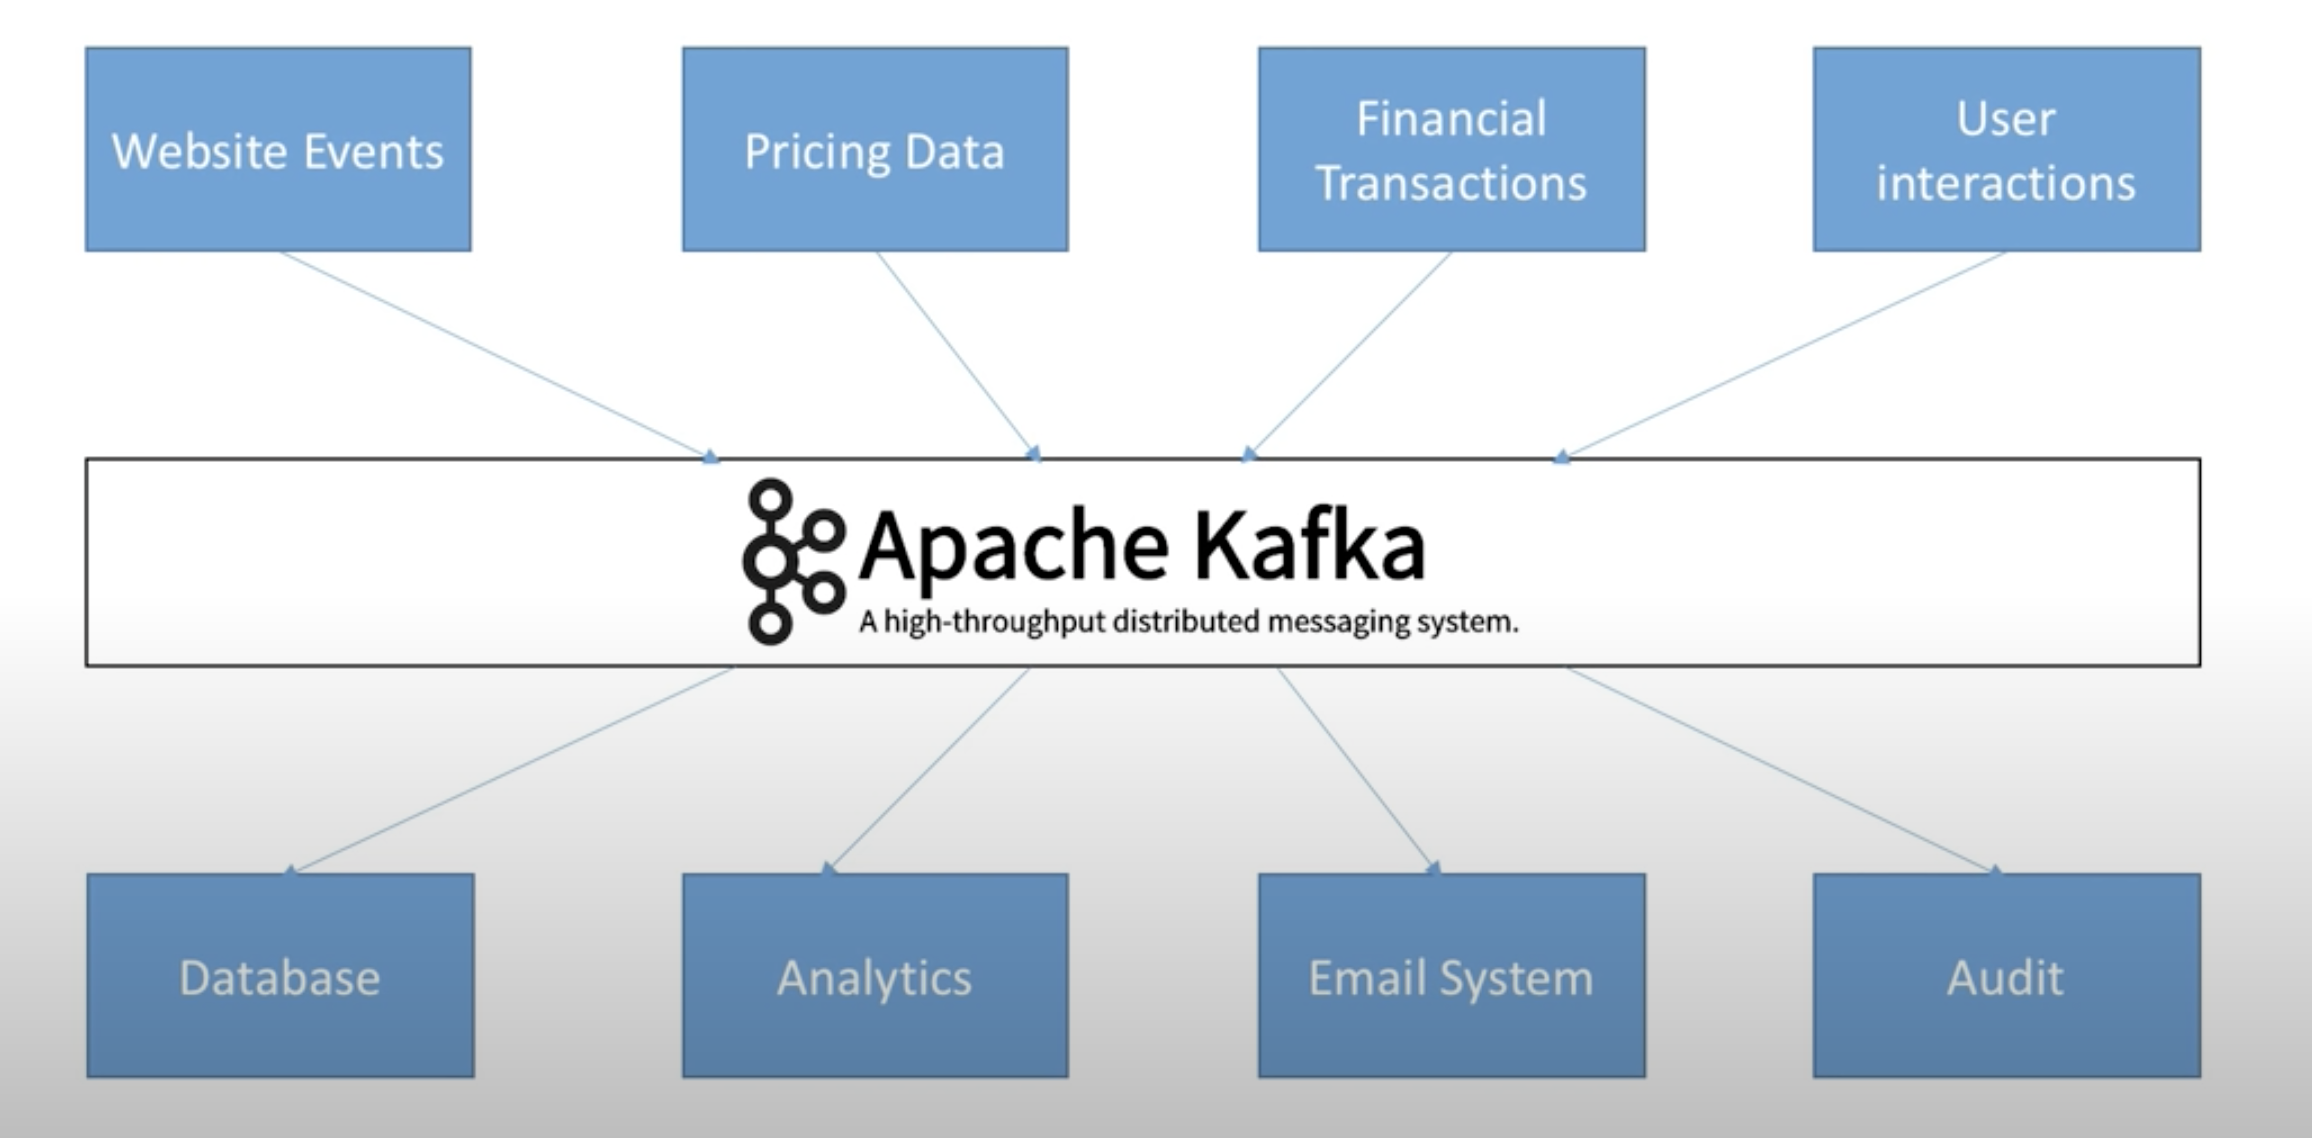 Website Events
Pricing Data
Financial
Transactions
User
interactions
Apache Kafka
A high-throughput distributed messaging system.
Database
Analytics
Email System
Audit